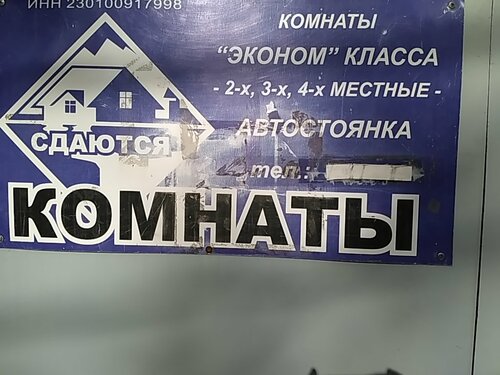 ИНН 230100917998
КОМНАТЫ
"ЭКОНОМ" КЛАССА
- 2-х, 3-х, 4-х МЕСТНЫЕ -
АВТОСТОЯНКА
тел.:
СДАЮТСЯ
КОМНАТЫ